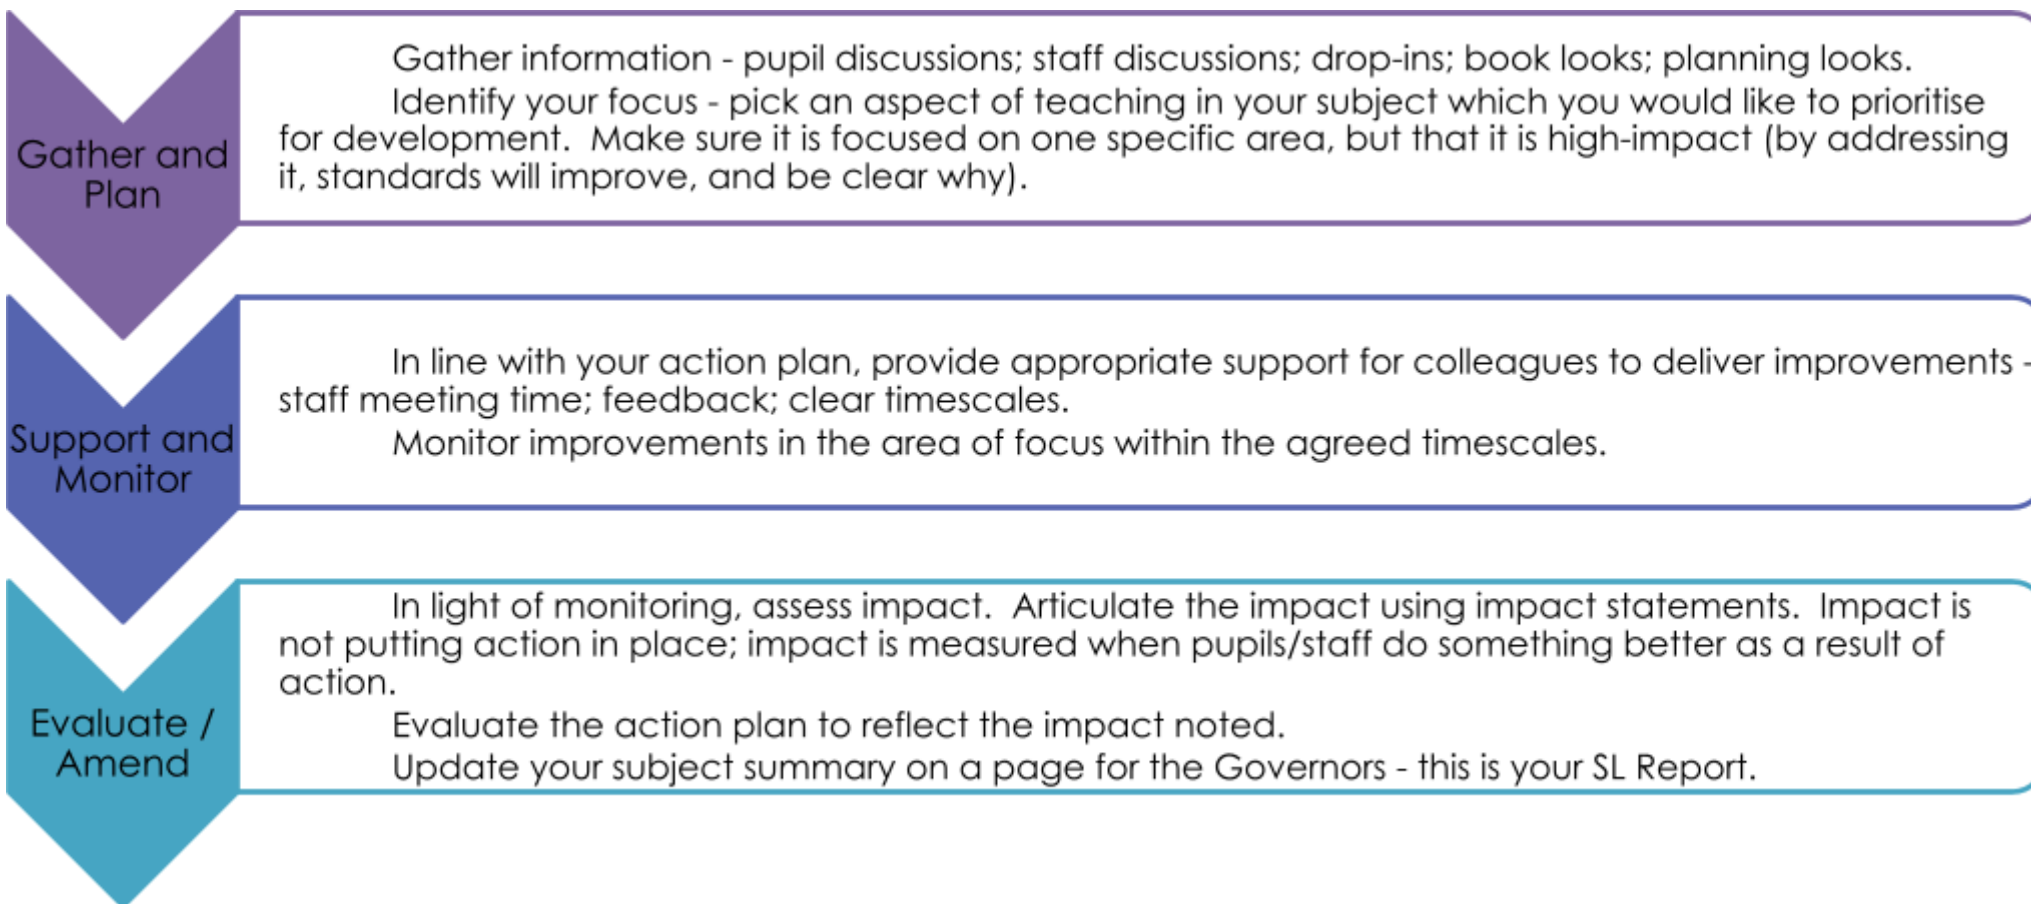 Gather and
Plan
Gather information - pupil discussions; staff discussions; drop-ins; book looks; planning looks.
Identify your focus - pick an aspect of teaching in your subject which you would like to prioritise
for development.  Make sure it is focused on one specific area, but that it is high-impact (by addressing
it, standards will improve, and be clear why).
Support and
Monitor
In line with your action plan, provide appropriate support for colleagues to deliver improvements -
staff meeting time; feedback; clear timescales.
Monitor improvements in the area of focus within the agreed timescales.
Evaluate /
Amend
In light of monitoring, assess impact.  Articulate the impact using impact statements.  Impact is
not putting action in place; impact is measured when pupils/staff do something better as a result of
action.
Evaluate the action plan to reflect the impact noted.
Update your subject summary on a page for the Governors - this is your SL Report.